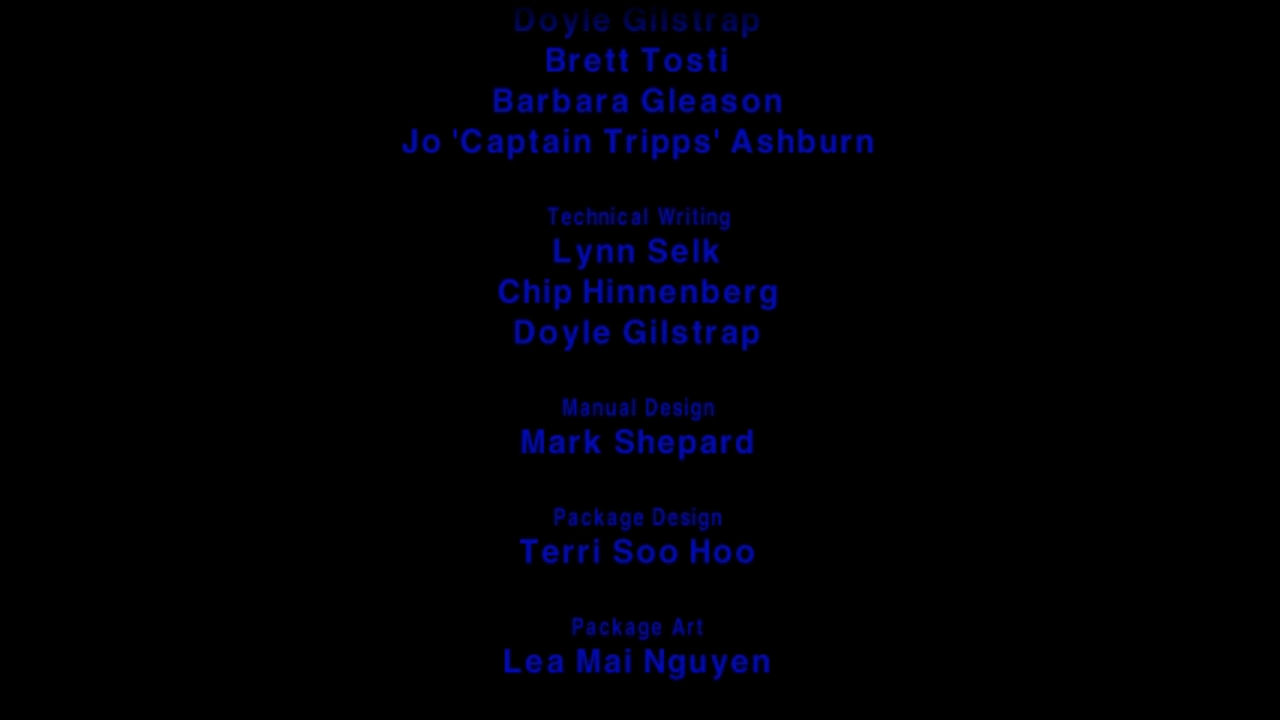 Doyle Gilstrap
Brett Tosti
Barbara Gleason
Jo 'Captain Tripps' Ashburn
Technical Writing
Lynn Selk
Chip Hinnenberg
Doyle Gilstrap
Manual Design
Mark Shepard
Package Design
Terri Soo Hoo
Package Art
Lea Mai Nguyen